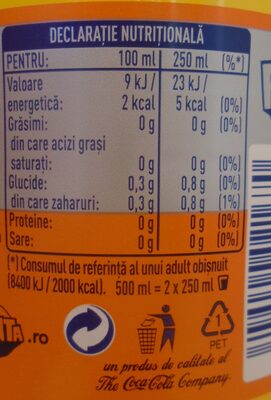 DECLARAȚIE NUTRIȚIONALĂ
PENTRU: 100 ml 250 ml (%*)
Valoare 9 kJ / 23 kJ /
energetică: 2 kcal 5 kcal (0%)
Grăsimi: 0 g 0 g (0%)
din care acizi grași
saturați: 0 g 0 g (0%)
Glucide: 0,3 g 0,8 g (0%)
din care zaharuri: 0,3 g 0,8 g (1%)
Proteine: 0 g 0 g (0%)
Sare: 0 g 0 g (0%)
(*) Consumul de referință al unui adult obișnuit
(8400 kJ / 2000 kcal). 500 ml = 2 x 250 ml
TA.ro
1
PET
un produs de calitate al
The Coca-Cola Company.